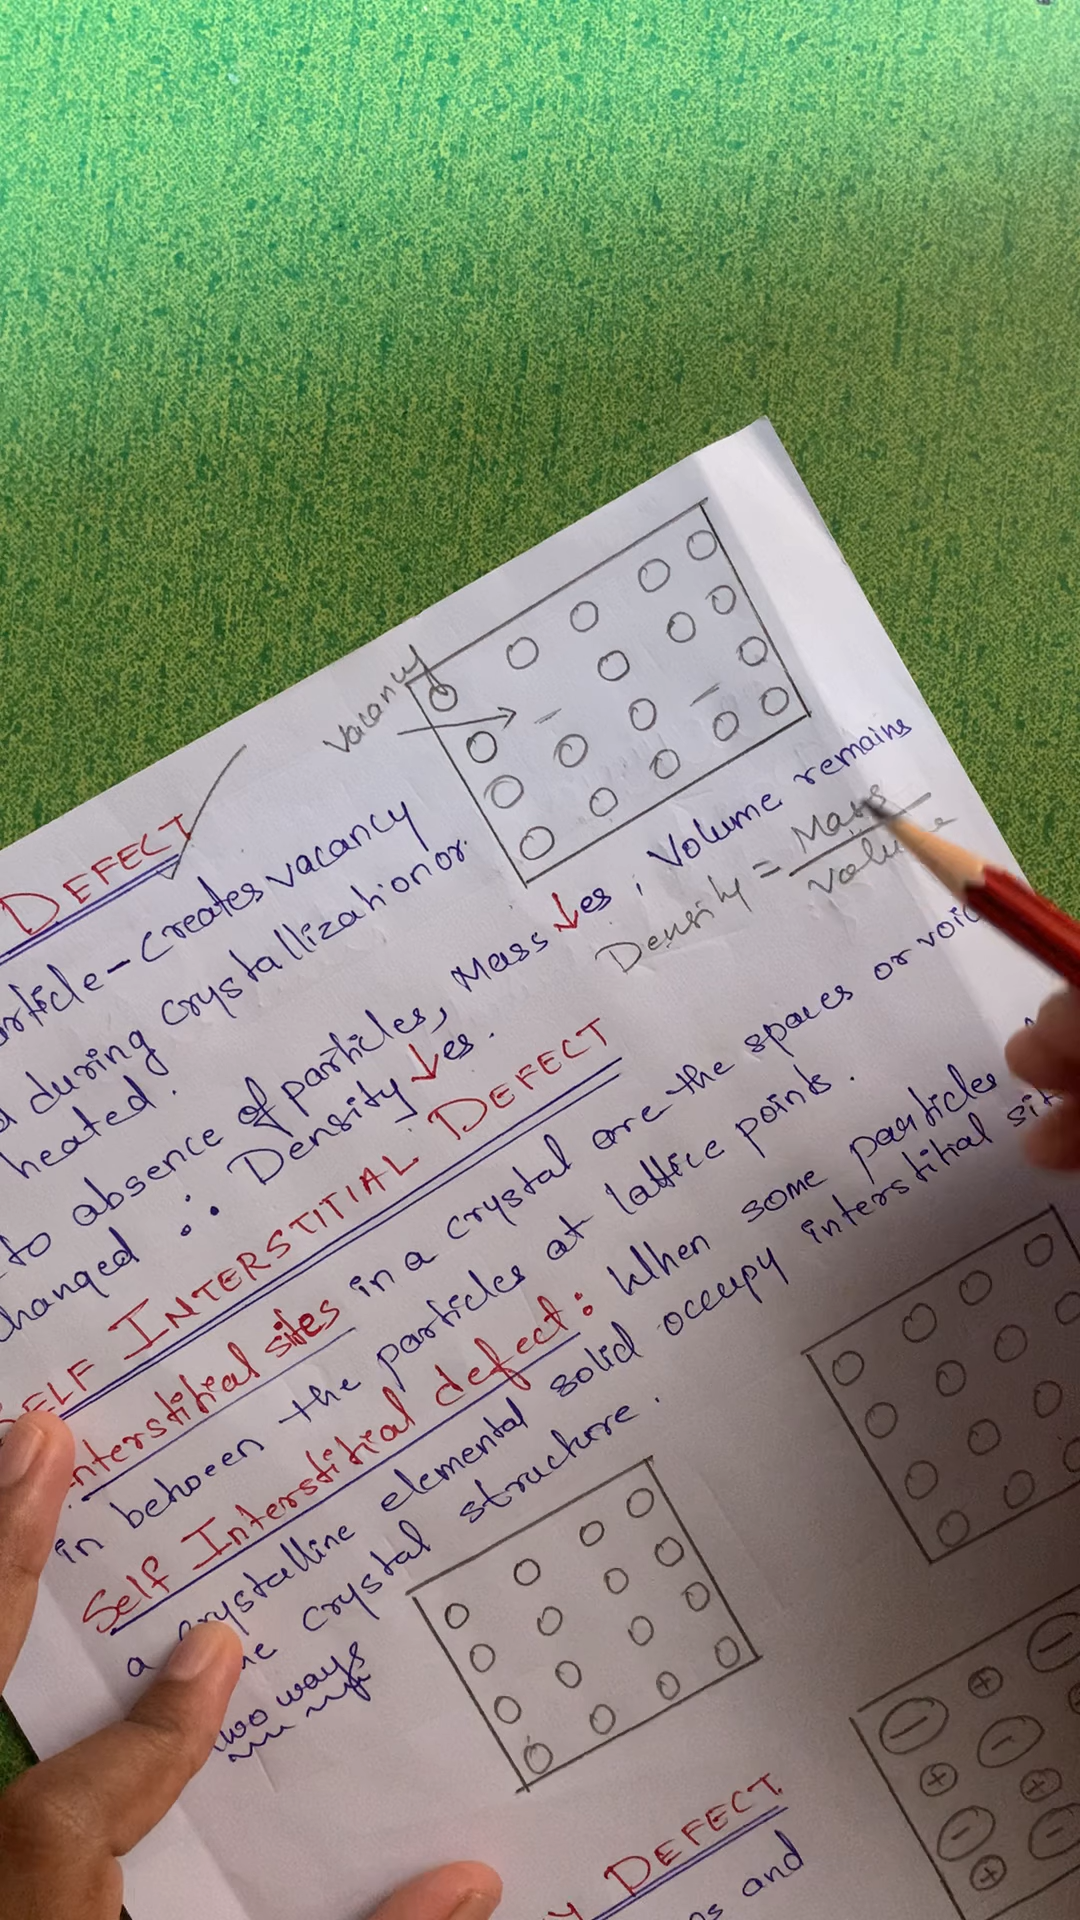 Vacancy
DEFECT
article - Creates vacancy
d during crystallization or
heated.
to absence of particles, Mass ↓es, Volume remains
changed ∴ Density ↓es.
Density = Mass
Volume
SELF INTERSTITIAL DEFECT
Interstitial sites in a crystal are the spaces or voi
in between the particles at lattice points.
Self Interstitial defect: When some particles
a crystalline elemental solid occupy interstitial sit
crystal structure.
two ways
DEFECT
and